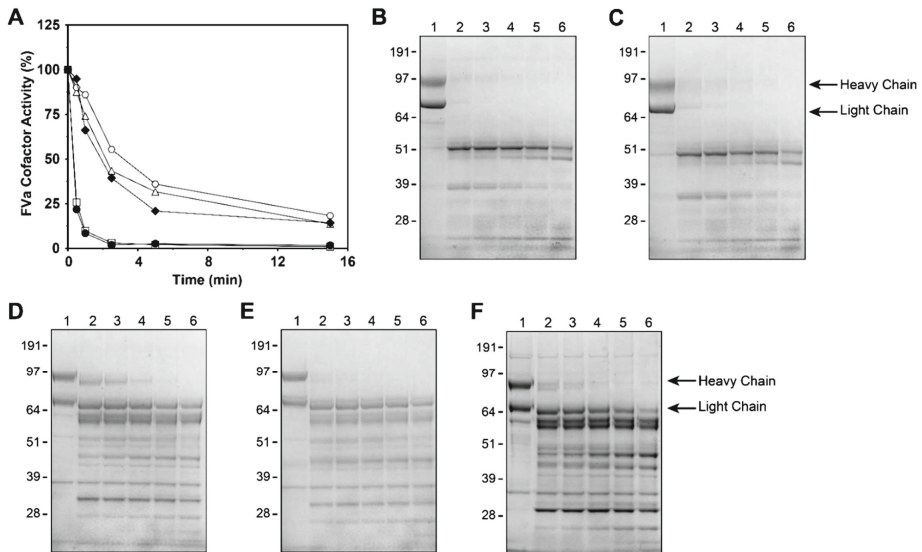 A
125
100
75
50
25
0
FVa Cofactor Activity (%)
0 4 8 12 16
Time (min)
B
1 2 3 4 5 6
191-
97-
64-
51-
39-
28-
C
1 2 3 4 5 6
191-
97-
64-
51-
39-
28-
Heavy Chain
Light Chain
D
1 2 3 4 5 6
191-
97-
64-
51-
39-
28-
E
1 2 3 4 5 6
191-
97-
64-
51-
39-
28-
F
1 2 3 4 5 6
191-
97-
64-
51-
39-
28-
Heavy Chain
Light Chain